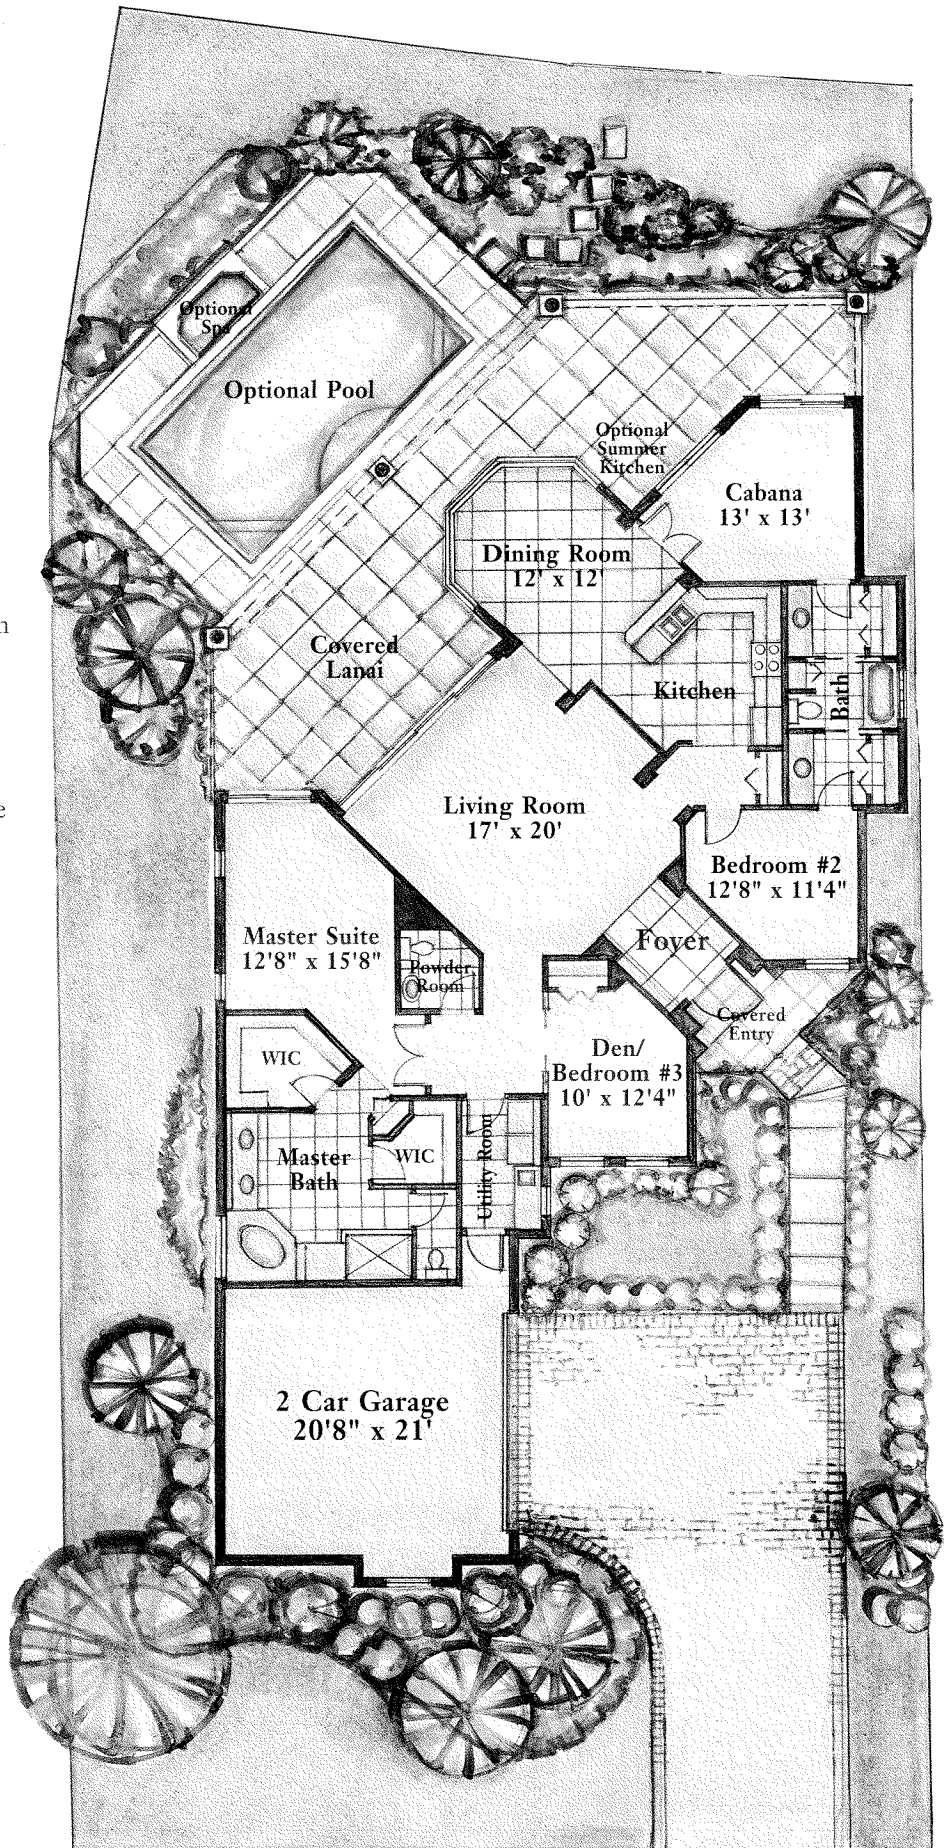 Optional
Spa
Optional Pool
Optional
Summer
Kitchen
Cabana
13' x 13'
Dining Room
12' x 12'
Covered
Lanai
Kitchen
Bath
Living Room
17' x 20'
Bedroom #2
12'8" x 11'4"
Master Suite
12'8" x 15'8"
Powder
Room
Foyer
Covered
Entry
WIC
Den/
Bedroom #3
10' x 12'4"
Master
Bath
WIC
Utility Room
2 Car Garage
20'8" x 21'